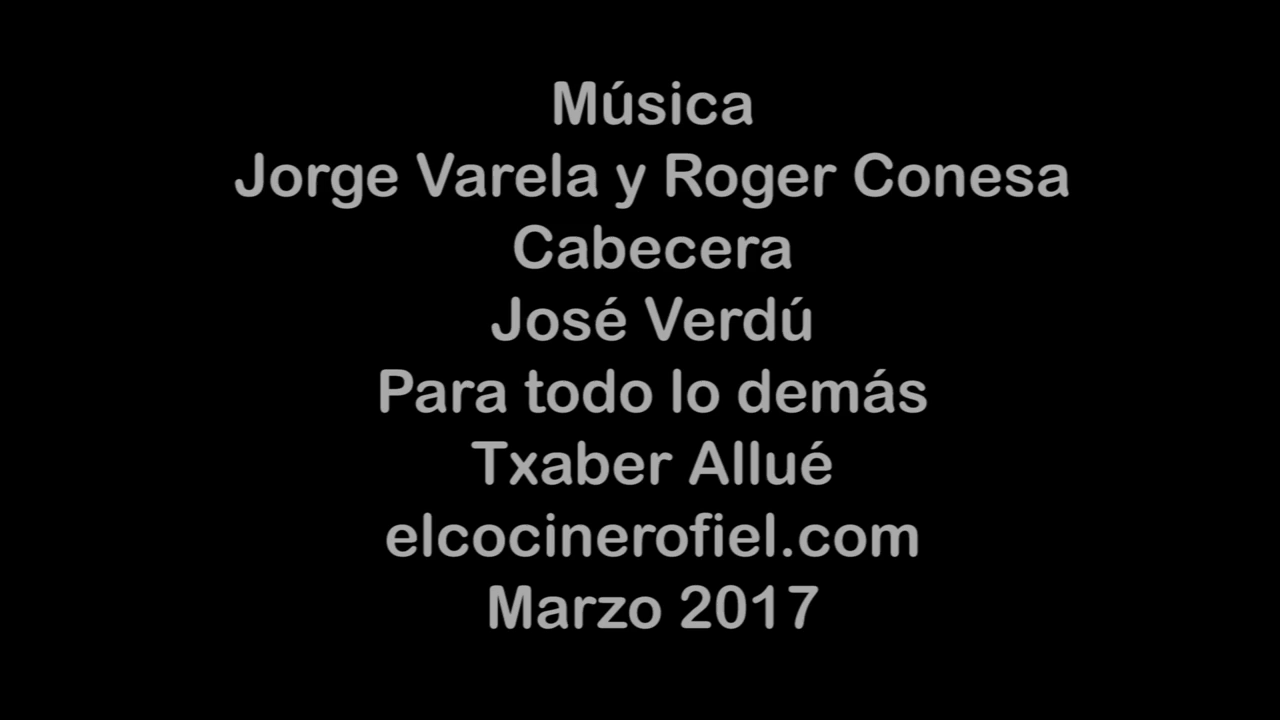 Música
Jorge Varela y Roger Conesa
Cabecera
José Verdú
Para todo lo demás
Txaber Allué
elcocinerofiel.com
Marzo 2017